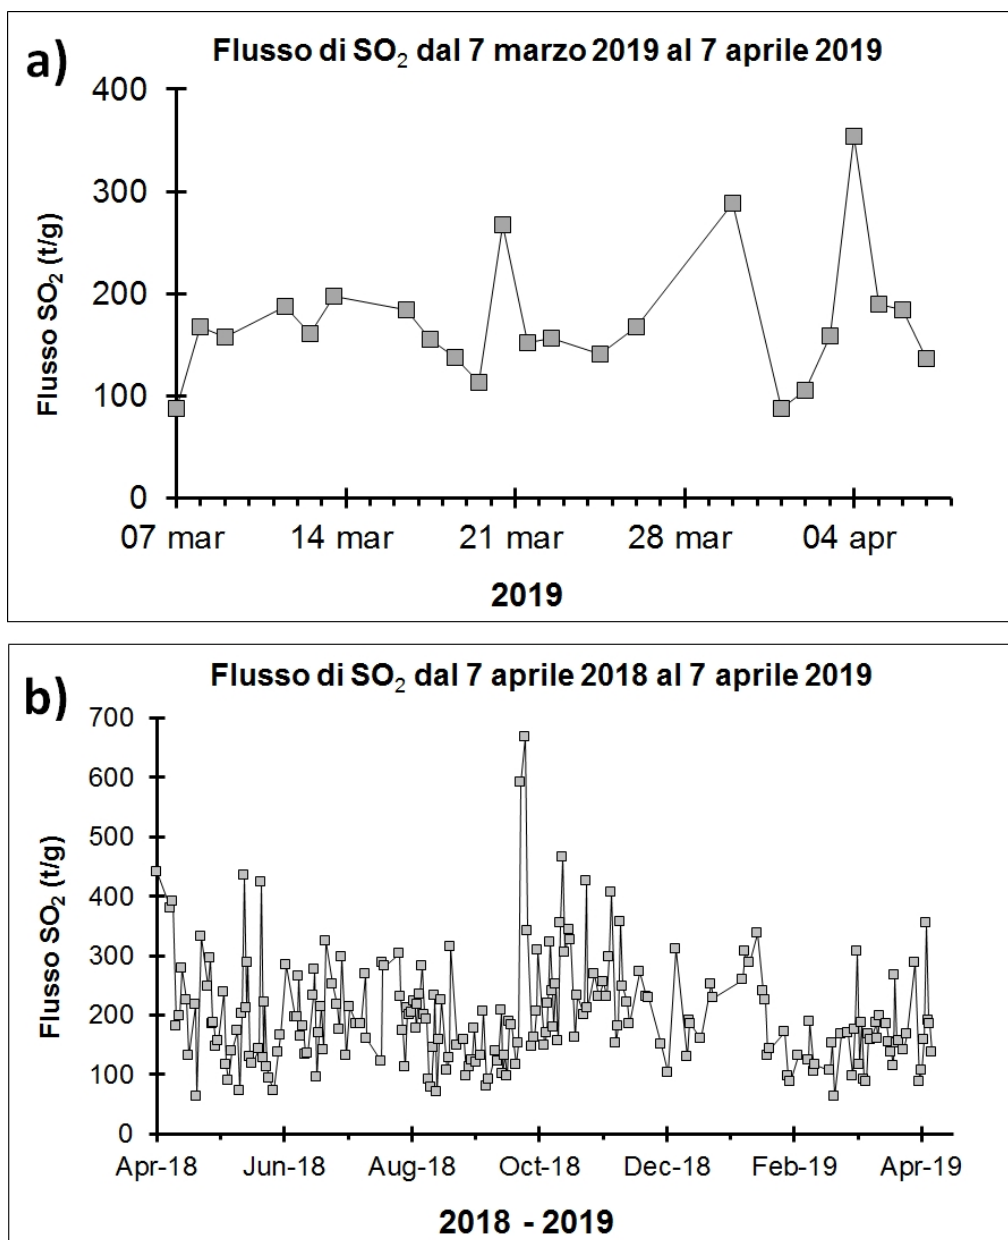 a)
Flusso di SO₂ dal 7 marzo 2019 al 7 aprile 2019
400
300
200
100
0
Flusso SO₂ (t/g)
07 mar 14 mar 21 mar 28 mar 04 apr
2019
b)
Flusso di SO₂ dal 7 aprile 2018 al 7 aprile 2019
700
600
500
400
300
200
100
0
Flusso SO₂ (t/g)
Apr-18 Jun-18 Aug-18 Oct-18 Dec-18 Feb-19 Apr-19
2018 - 2019